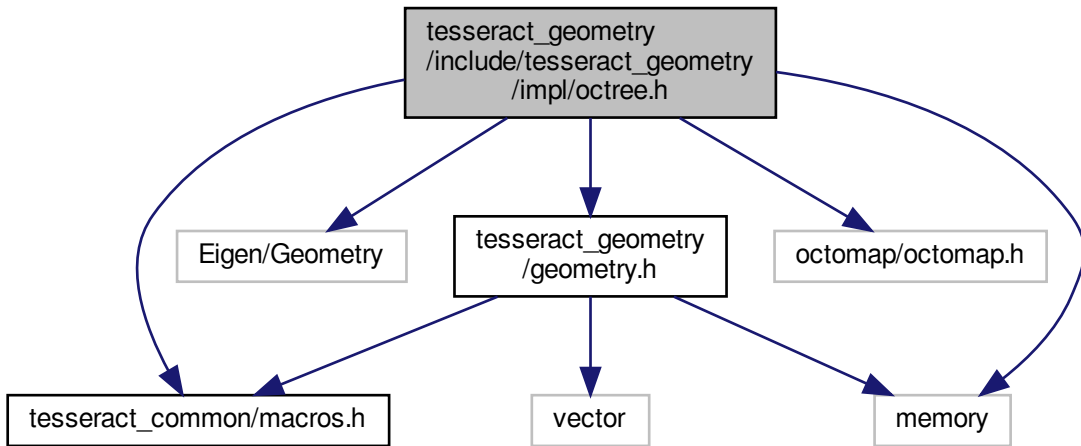 tesseract_geometry
/include/tesseract_geometry
/impl/octree.h
Eigen/Geometry
tesseract_geometry
/geometry.h
octomap/octomap.h
tesseract_common/macros.h
vector
memory